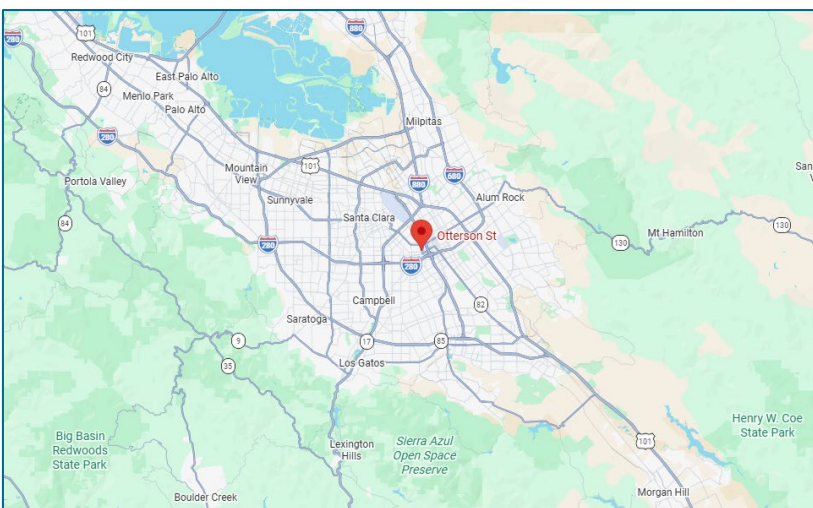 280
101
880
Redwood City
East Palo Alto
84
Menlo Park
Palo Alto
280
Milpitas
101
Mountain
View
880
680
Portola Valley
Alum Rock
Sunnyvale
San
Santa Clara
84
130
Otterson St
Mt Hamilton
130
280
280
Campbell
82
Saratoga
9
17
85
35
Los Gatos
Big Basin
Redwoods
State Park
Lexington
Hills
Sierra Azul
Open Space
Preserve
101
Henry W. Coe
State Park
Boulder Creek
Morgan Hill